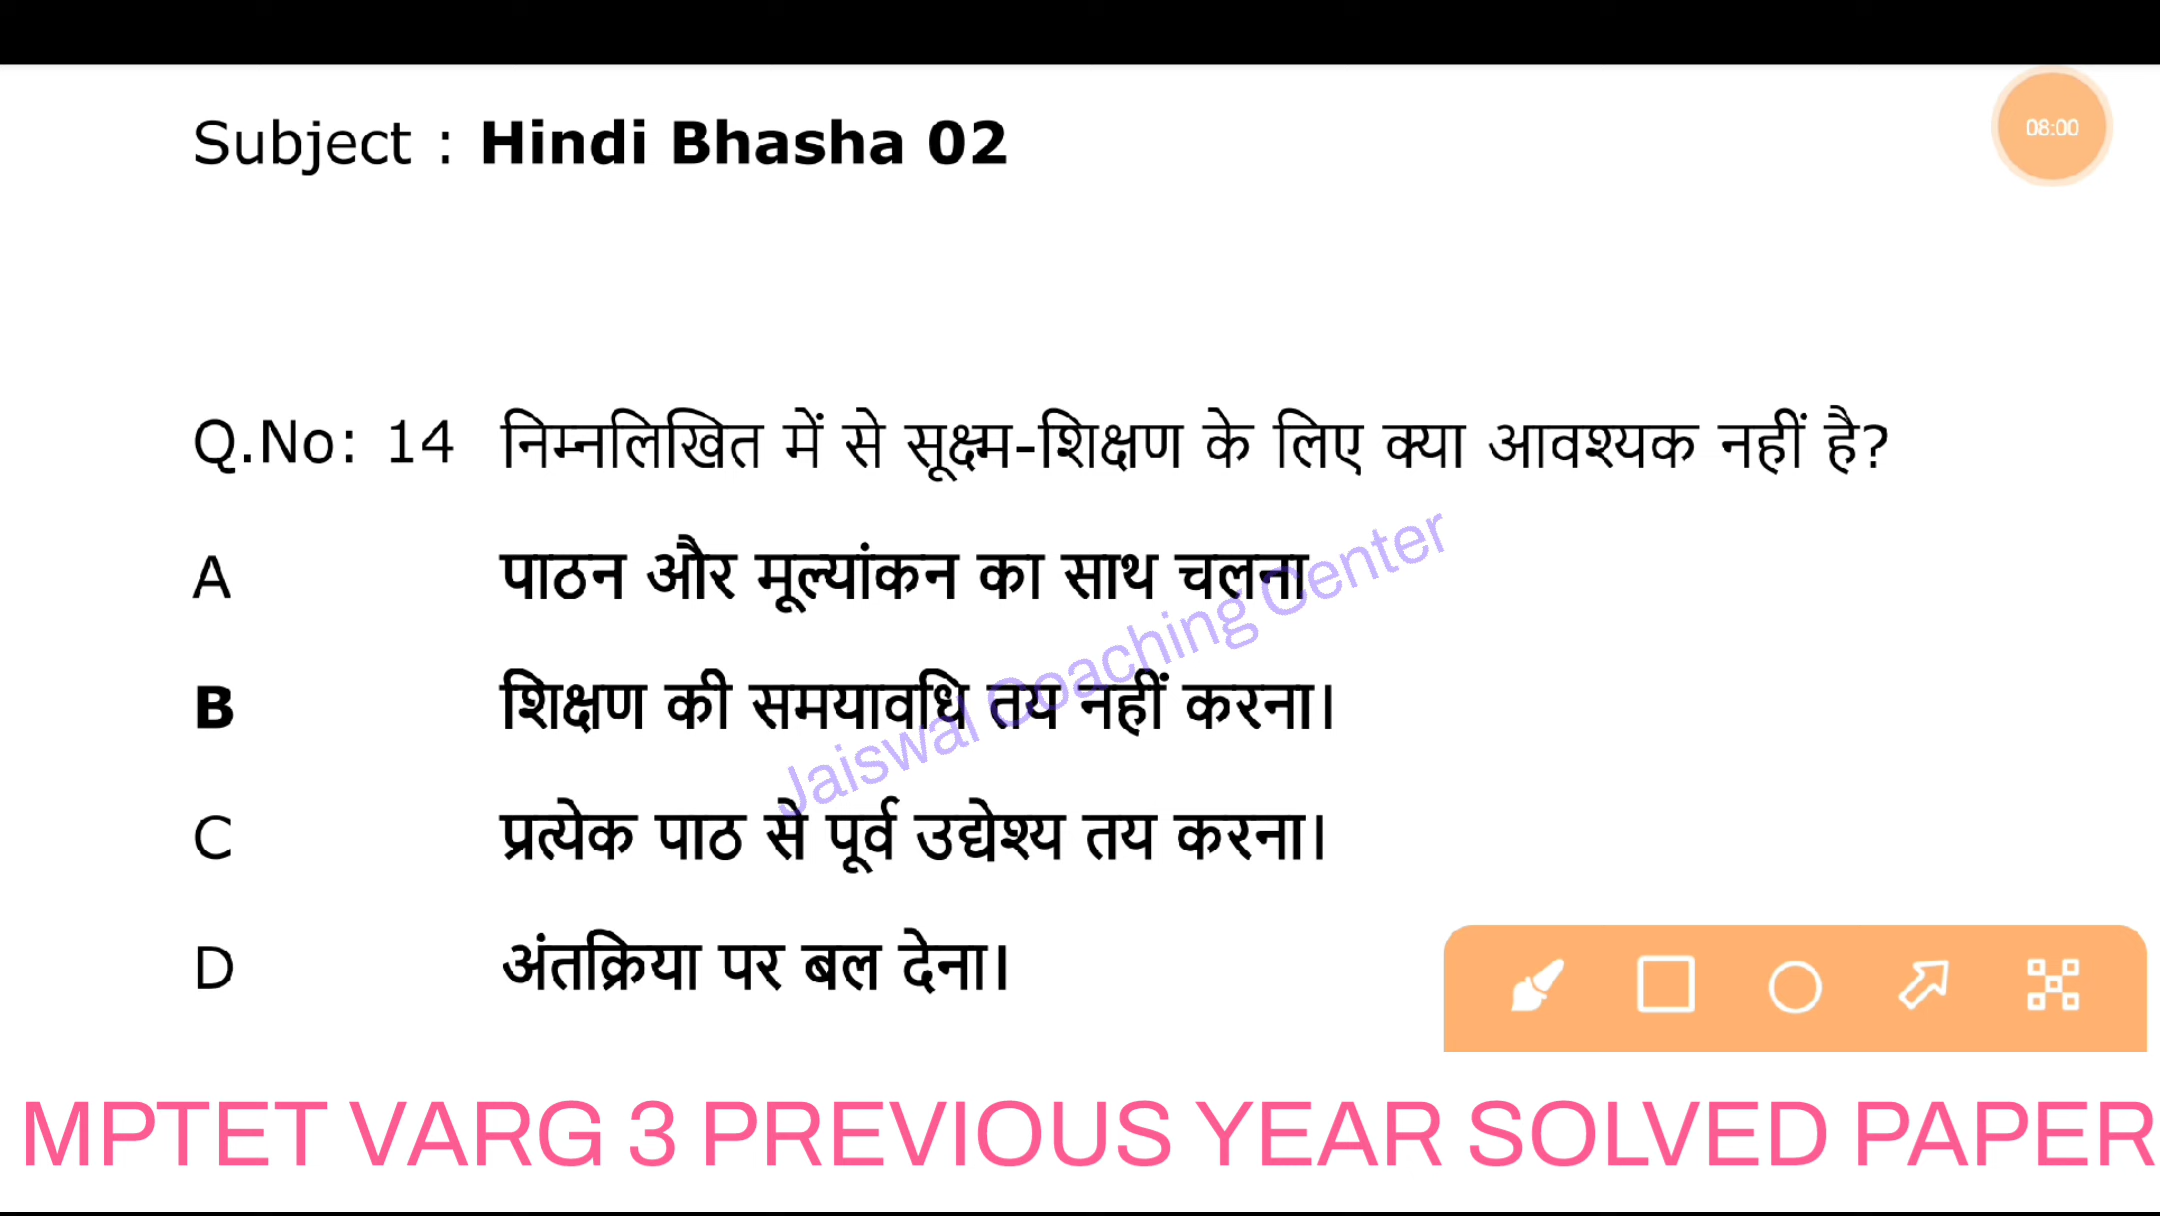 Subject : Hindi Bhasha 02
08:00
Q.No: 14 निम्नलिखित में से सूक्ष्म-शिक्षण के लिए क्या आवश्यक नहीं है?
A पाठन और मूल्यांकन का साथ चलना
B शिक्षण की समयावधि तय नहीं करना।
C प्रत्येक पाठ से पूर्व उद्येश्य तय करना।
D अंतक्रिया पर बल देना।
Jaiswal Coaching Center
MPTET VARG 3 PREVIOUS YEAR SOLVED PAPER